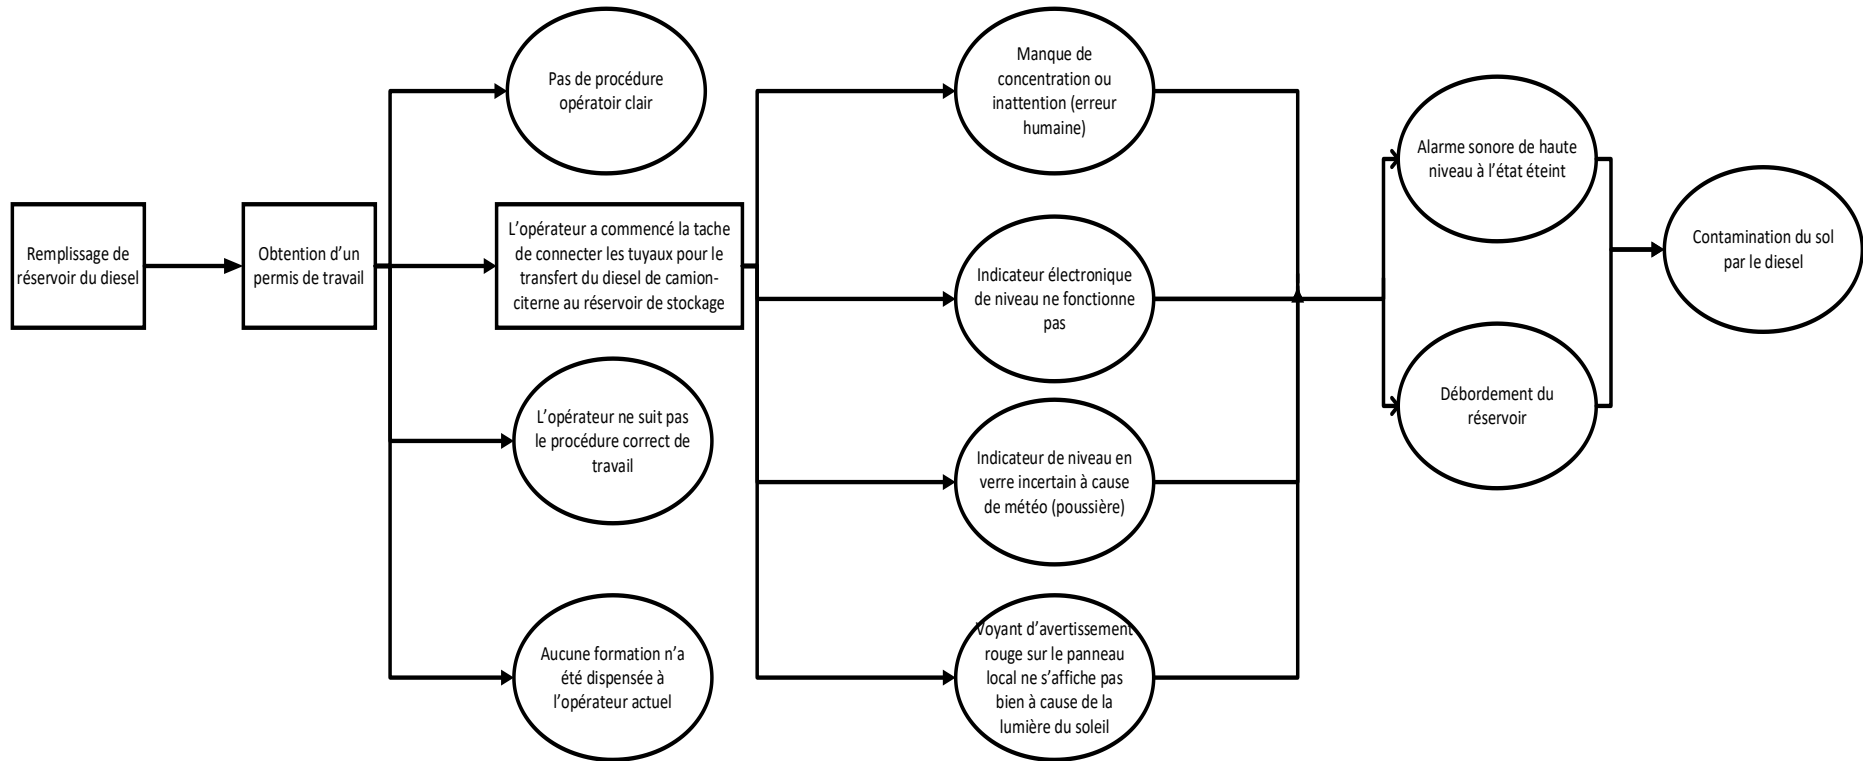 Remplissage de
réservoir du diesel
Obtention d'un
permis de travail
Pas de procédure
opératoir clair
L'opérateur a commencé la tache
de connecter les tuyaux pour le
transfert du diesel de camion-
citerne au réservoir de stockage
L'opérateur ne suit pas
le procédure correct de
travail
Aucune formation n'a
été dispensée à
l'opérateur actuel
Manque de
concentration ou
inattention (erreur
humaine)
Indicateur électronique
de niveau ne fonctionne
pas
Indicateur de niveau en
verre incertain à cause
de météo (poussière)
Voyant d'avertissement
rouge sur le panneau
local ne s'affiche pas
bien à cause de la
lumière du soleil
Alarme sonore de haute
niveau à l'état éteint
Débordement du
réservoir
Contamination du sol
par le diesel